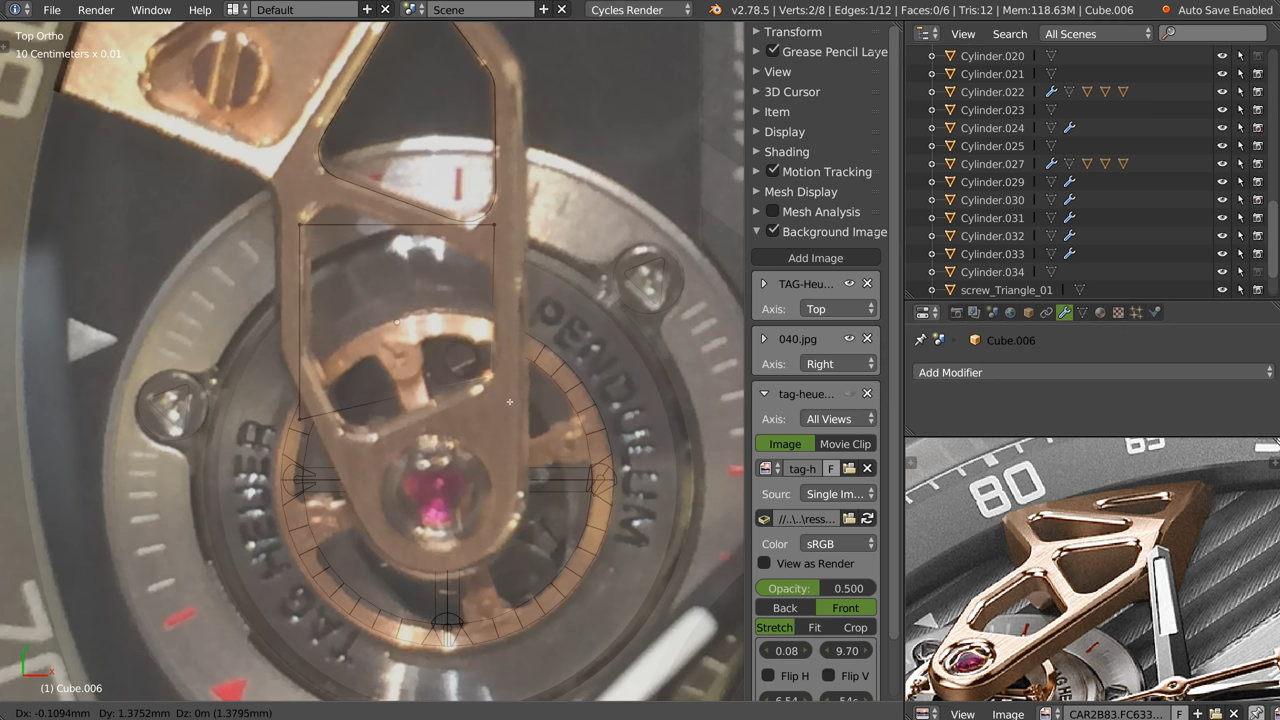 File Render Window Help Default Scene Cycles Render v2.78.5 | Verts:2/8 | Edges:1/12 | Faces:0/6 | Tris:12 | Mem:118.63M | Cube.006 Auto Save Enabled
Top Ortho
10 Centimeters x 0.01
Transform
Grease Pencil Laye
View
3D Cursor
Item
Display
Shading
Motion Tracking
Mesh Display
Mesh Analysis
Background Image
Add Image
TAG-Heu...
Axis: Top
040.jpg
Axis: Right
tag-heue...
Axis: All Views
Image Movie Clip
tag-h F
Sourc Single Im...
//..\..\ress...
Color sRGB
View as Render
Opacity: 0.500
Back Front
Stretch Fit Crop
0.08 9.70
Flip H Flip V
View Search All Scenes
Cylinder.020
Cylinder.021
Cylinder.022
Cylinder.023
Cylinder.024
Cylinder.025
Cylinder.027
Cylinder.029
Cylinder.030
Cylinder.031
Cylinder.032
Cylinder.033
Cylinder.034
screw_Triangle_01
Cube.006
Add Modifier
80
65
PENDULUM
TAG HEUER
(1) Cube.006
Dx: -0.1094mm Dy: 1.3752mm Dz: 0m (1.3795mm)
View Image CAR2B83.FC633... F